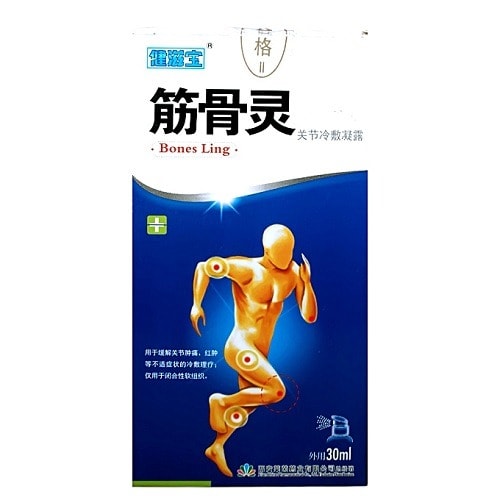 健滋宝®
格
II
筋骨灵
关节冷敷凝露
· Bones Ling ·
用于缓解关节肿痛，红肿
等不适症状的冷敷理疗；
仅用于闭合性软组织。
外用30ml